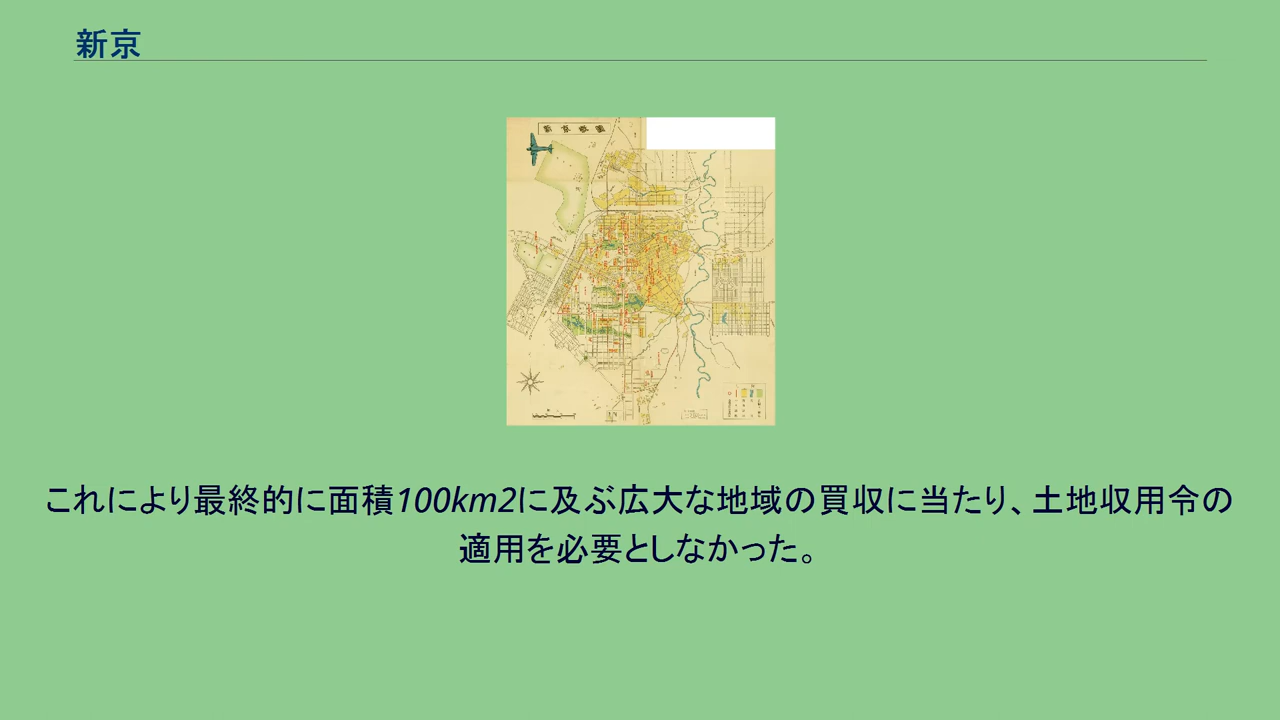 新京
これにより最終的に面積100km2に及ぶ広大な地域の買収に当たり、土地収用令の
適用を必要としなかった。